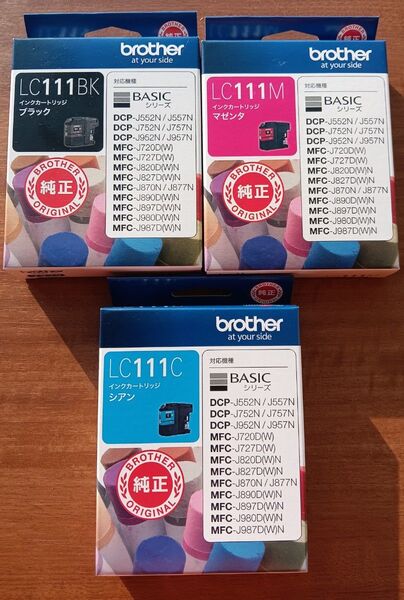 brother
at your side
LC111BK
インクカートリッジ
ブラック
対応機種
BASIC
シリーズ
DCP-J552N / J557N
DCP-J752N / J757N
DCP-J952N / J957N
MFC-J720D(W)
MFC-J727D(W)
MFC-J820D(W)N
MFC-J827D(W)N
MFC-J870N / J877N
MFC-J890D(W)N
MFC-J897D(W)N
MFC-J980D(W)N
MFC-J987D(W)N
BROTHER
純正
ORIGINAL
純正
brother
at your side
LC111M
インクカートリッジ
マゼンタ
対応機種
BASIC
シリーズ
DCP-J552N / J557N
DCP-J752N / J757N
DCP-J952N / J957N
MFC-J720D(W)
MFC-J727D(W)
MFC-J820D(W)N
MFC-J827D(W)N
MFC-J870N / J877N
MFC-J890D(W)N
MFC-J897D(W)N
MFC-J980D(W)N
MFC-J987D(W)N
BROTHER
純正
ORIGINAL
純正
brother
at your side
LC111C
インクカートリッジ
シアン
対応機種
BASIC
シリーズ
DCP-J552N / J557N
DCP-J752N / J757N
DCP-J952N / J957N
MFC-J720D(W)
MFC-J727D(W)
MFC-J820D(W)N
MFC-J827D(W)N
MFC-J870N / J877N
MFC-J890D(W)N
MFC-J897D(W)N
MFC-J980D(W)N
MFC-J987D(W)N
BROTHER
純正
ORIGINAL